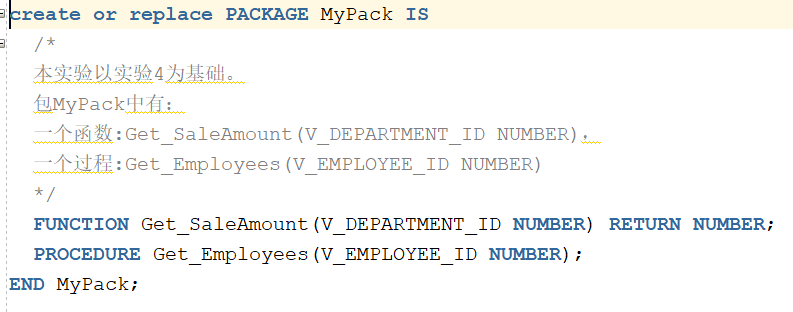 create or replace PACKAGE MyPack IS
/*
本实验以实验4为基础。
包MyPack中有:
一个函数:Get_SaleAmount(V_DEPARTMENT_ID NUMBER),
一个过程:Get_Employees(V_EMPLOYEE_ID NUMBER)
*/
FUNCTION Get_SaleAmount(V_DEPARTMENT_ID NUMBER) RETURN NUMBER;
PROCEDURE Get_Employees(V_EMPLOYEE_ID NUMBER);
END MyPack;